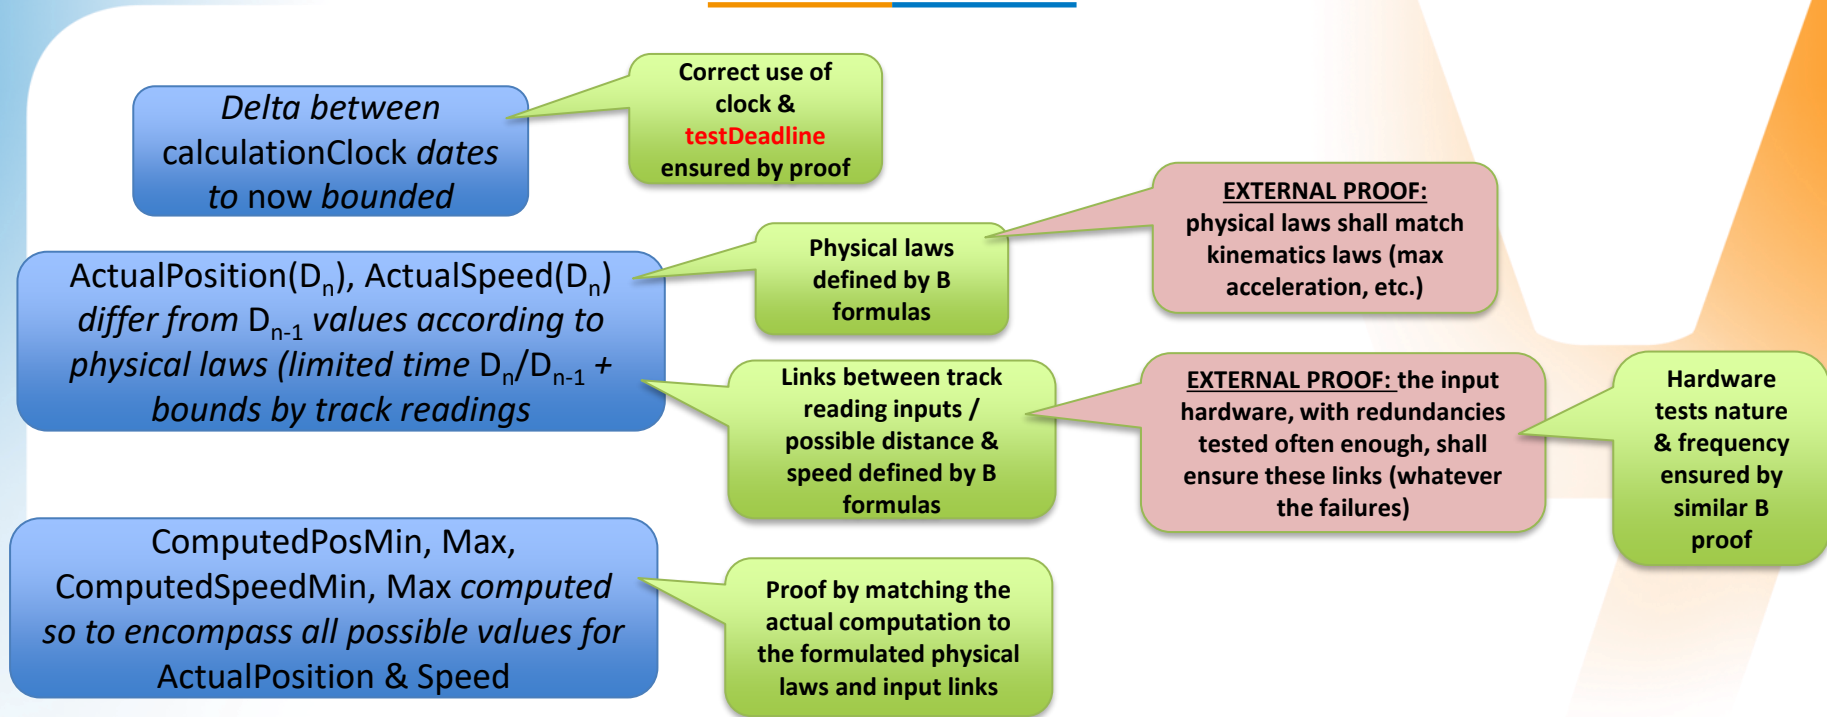 Delta between
calculationClock dates
to now bounded
Correct use of
clock &
testDeadline
ensured by proof
ActualPosition(Dn), ActualSpeed(Dn)
differ from Dn-1 values according to
physical laws (limited time Dn/Dn-1 +
bounds by track readings
Physical laws
defined by B
formulas
EXTERNAL PROOF:
physical laws shall match
kinematics laws (max
acceleration, etc.)
Links between track
reading inputs /
possible distance &
speed defined by B
formulas
EXTERNAL PROOF: the input
hardware, with redundancies
tested often enough, shall
ensure these links (whatever
the failures)
Hardware
tests nature
& frequency
ensured by
similar B
proof
ComputedPosMin, Max,
ComputedSpeedMin, Max computed
so to encompass all possible values for
ActualPosition & Speed
Proof by matching the
actual computation to
the formulated physical
laws and input links